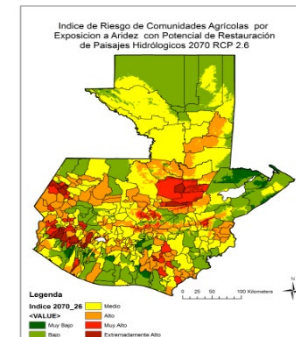 Indice de Riesgo de Comunidades Agrícolas por
Exposicion a Aridez con Potencial de Restauración
de Paisajes Hidrológicos 2070 RCP 2.6
0 25 50 100 Kilometers
Legenda
Indice 2070_26
<VALUE>
Muy Bajo
Bajo
Medio
Alto
Muy Alto
Extremadamente Alto